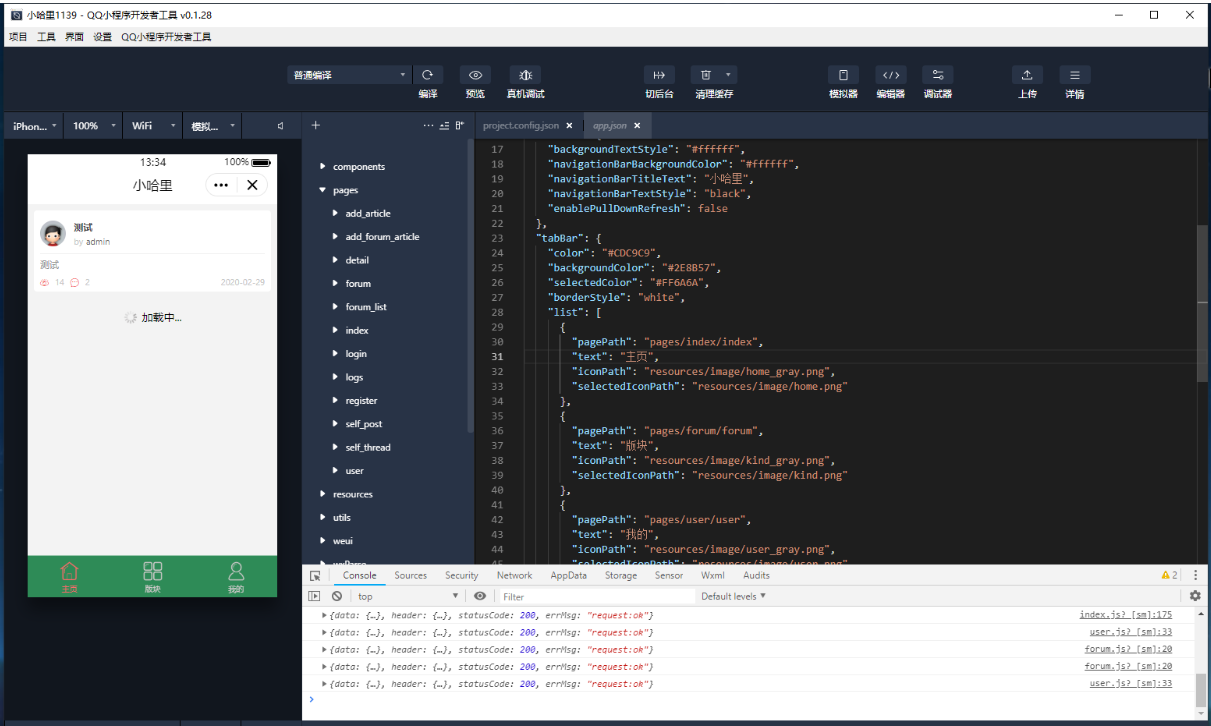 小哈里1139 - QQ小程序开发者工具 v0.1.28
项目 工具 界面 设置 QQ小程序开发者工具
普通编译
编译 预览 真机调试 切后台 清理缓存 模拟器 编辑器 调试器 上传 详情
iPhon... 100% WiFi 模拟...
project.config.json app.json
13:34 100%
小哈里
测试
by admin
测试
14 2 2020-02-29
加载中...
主页 版块 我的
components
pages
add_article
add_forum_article
detail
forum
forum_list
index
login
logs
register
self_post
self_thread
user
resources
utils
weui
wxParse
17 "backgroundTextStyle": "#ffffff",
18 "navigationBarBackgroundColor": "#ffffff",
19 "navigationBarTitleText": "小哈里",
20 "navigationBarTextStyle": "black",
21 "enablePullDownRefresh": false
22 },
23 "tabBar": {
24 "color": "#CDC9C9",
25 "backgroundColor": "#2E8B57",
26 "selectedColor": "#FF6A6A",
27 "borderStyle": "white",
28 "list": [
29 {
30 "pagePath": "pages/index/index",
31 "text": "主页",
32 "iconPath": "resources/image/home_gray.png",
33 "selectedIconPath": "resources/image/home.png"
34 },
35 {
36 "pagePath": "pages/forum/forum",
37 "text": "版块",
38 "iconPath": "resources/image/kind_gray.png",
39 "selectedIconPath": "resources/image/kind.png"
40 },
41 {
42 "pagePath": "pages/user/user",
43 "text": "我的",
44 "iconPath": "resources/image/user_gray.png",
45 "selectedIconPath": "resources/image/user.png"
Console Sources Security Network AppData Storage Sensor Wxml Audits 2
top Filter Default levels
{data: {…}, header: {…}, statusCode: 200, errMsg: "request:ok"} index.js? [sm]:175
{data: {…}, header: {…}, statusCode: 200, errMsg: "request:ok"} user.js? [sm]:33
{data: {…}, header: {…}, statusCode: 200, errMsg: "request:ok"} forum.js? [sm]:20
{data: {…}, header: {…}, statusCode: 200, errMsg: "request:ok"} forum.js? [sm]:20
{data: {…}, header: {…}, statusCode: 200, errMsg: "request:ok"} user.js? [sm]:33